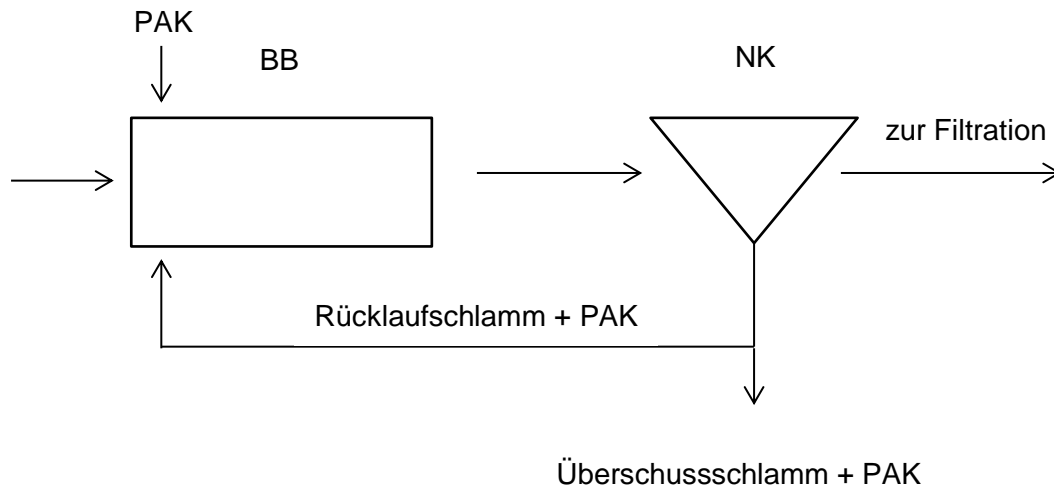 PAK
BB
NK
zur Filtration
Rücklaufschlamm + PAK
Überschussschlamm + PAK